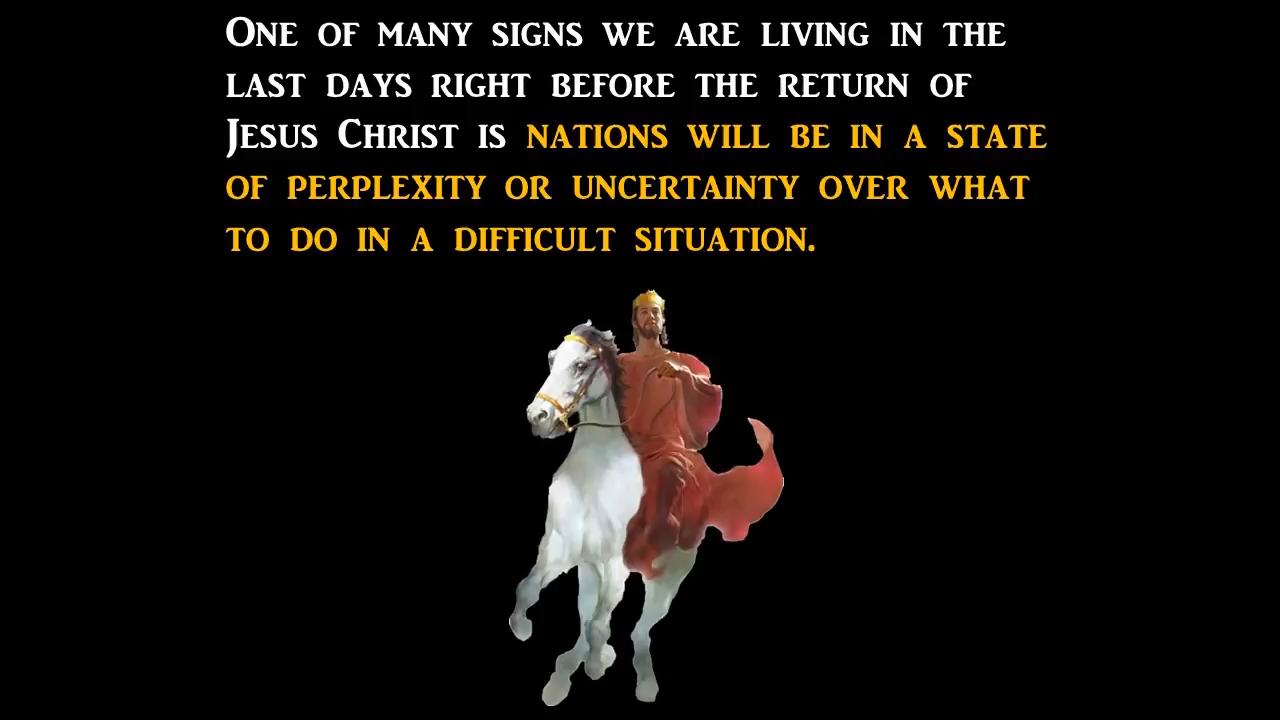 One of many signs we are living in the
last days right before the return of
Jesus Christ is nations will be in a state
of perplexity or uncertainty over what
to do in a difficult situation.